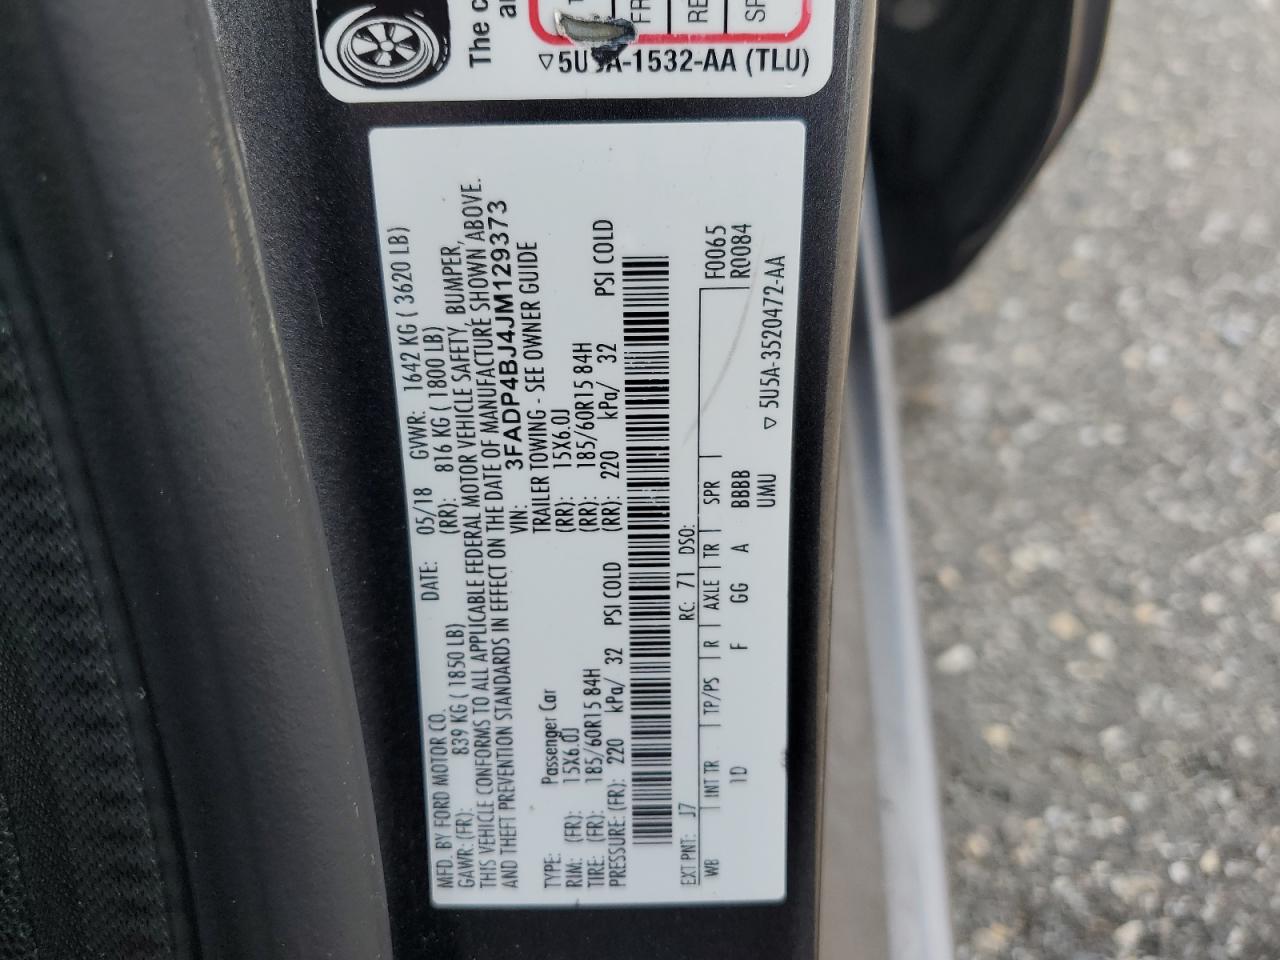 The c
a
FR
RE
SP
▽5U5A-1532-AA (TLU)
MFD. BY FORD MOTOR CO. DATE: 05/18 GVWR: 1642 KG ( 3620 LB)
GAWR: (FR): 839 KG ( 1850 LB) (RR): 816 KG ( 1800 LB)
THIS VEHICLE CONFORMS TO ALL APPLICABLE FEDERAL MOTOR VEHICLE SAFETY, BUMPER,
AND THEFT PREVENTION STANDARDS IN EFFECT ON THE DATE OF MANUFACTURE SHOWN ABOVE.
VIN: 3FADP4BJ4JM129373
TYPE: Passenger Car TRAILER TOWING - SEE OWNER GUIDE
RIM: (FR): 15X6.0J (RR): 15X6.0J
TIRE: (FR): 185/60R15 84H (RR): 185/60R15 84H
PRESSURE: (FR): 220 kPa/ 32 PSI COLD (RR): 220 kPa/ 32 PSI COLD
EXT PNT: J7 RC: 71 DSO: F0065
WB INT TR TP/PS R AXLE TR SPR R0084
1D F GG A BBBB
UMU ▽ 5U5A-3520472-AA